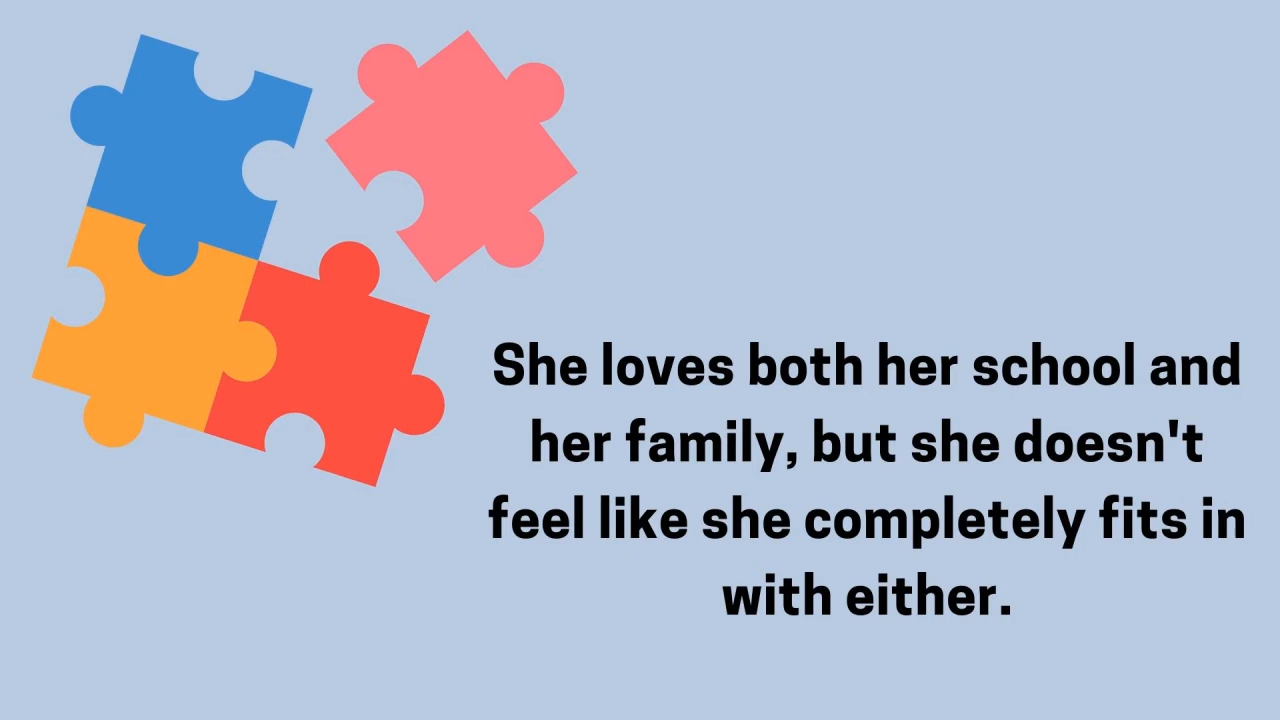 She loves both her school and
her family, but she doesn't
feel like she completely fits in
with either.